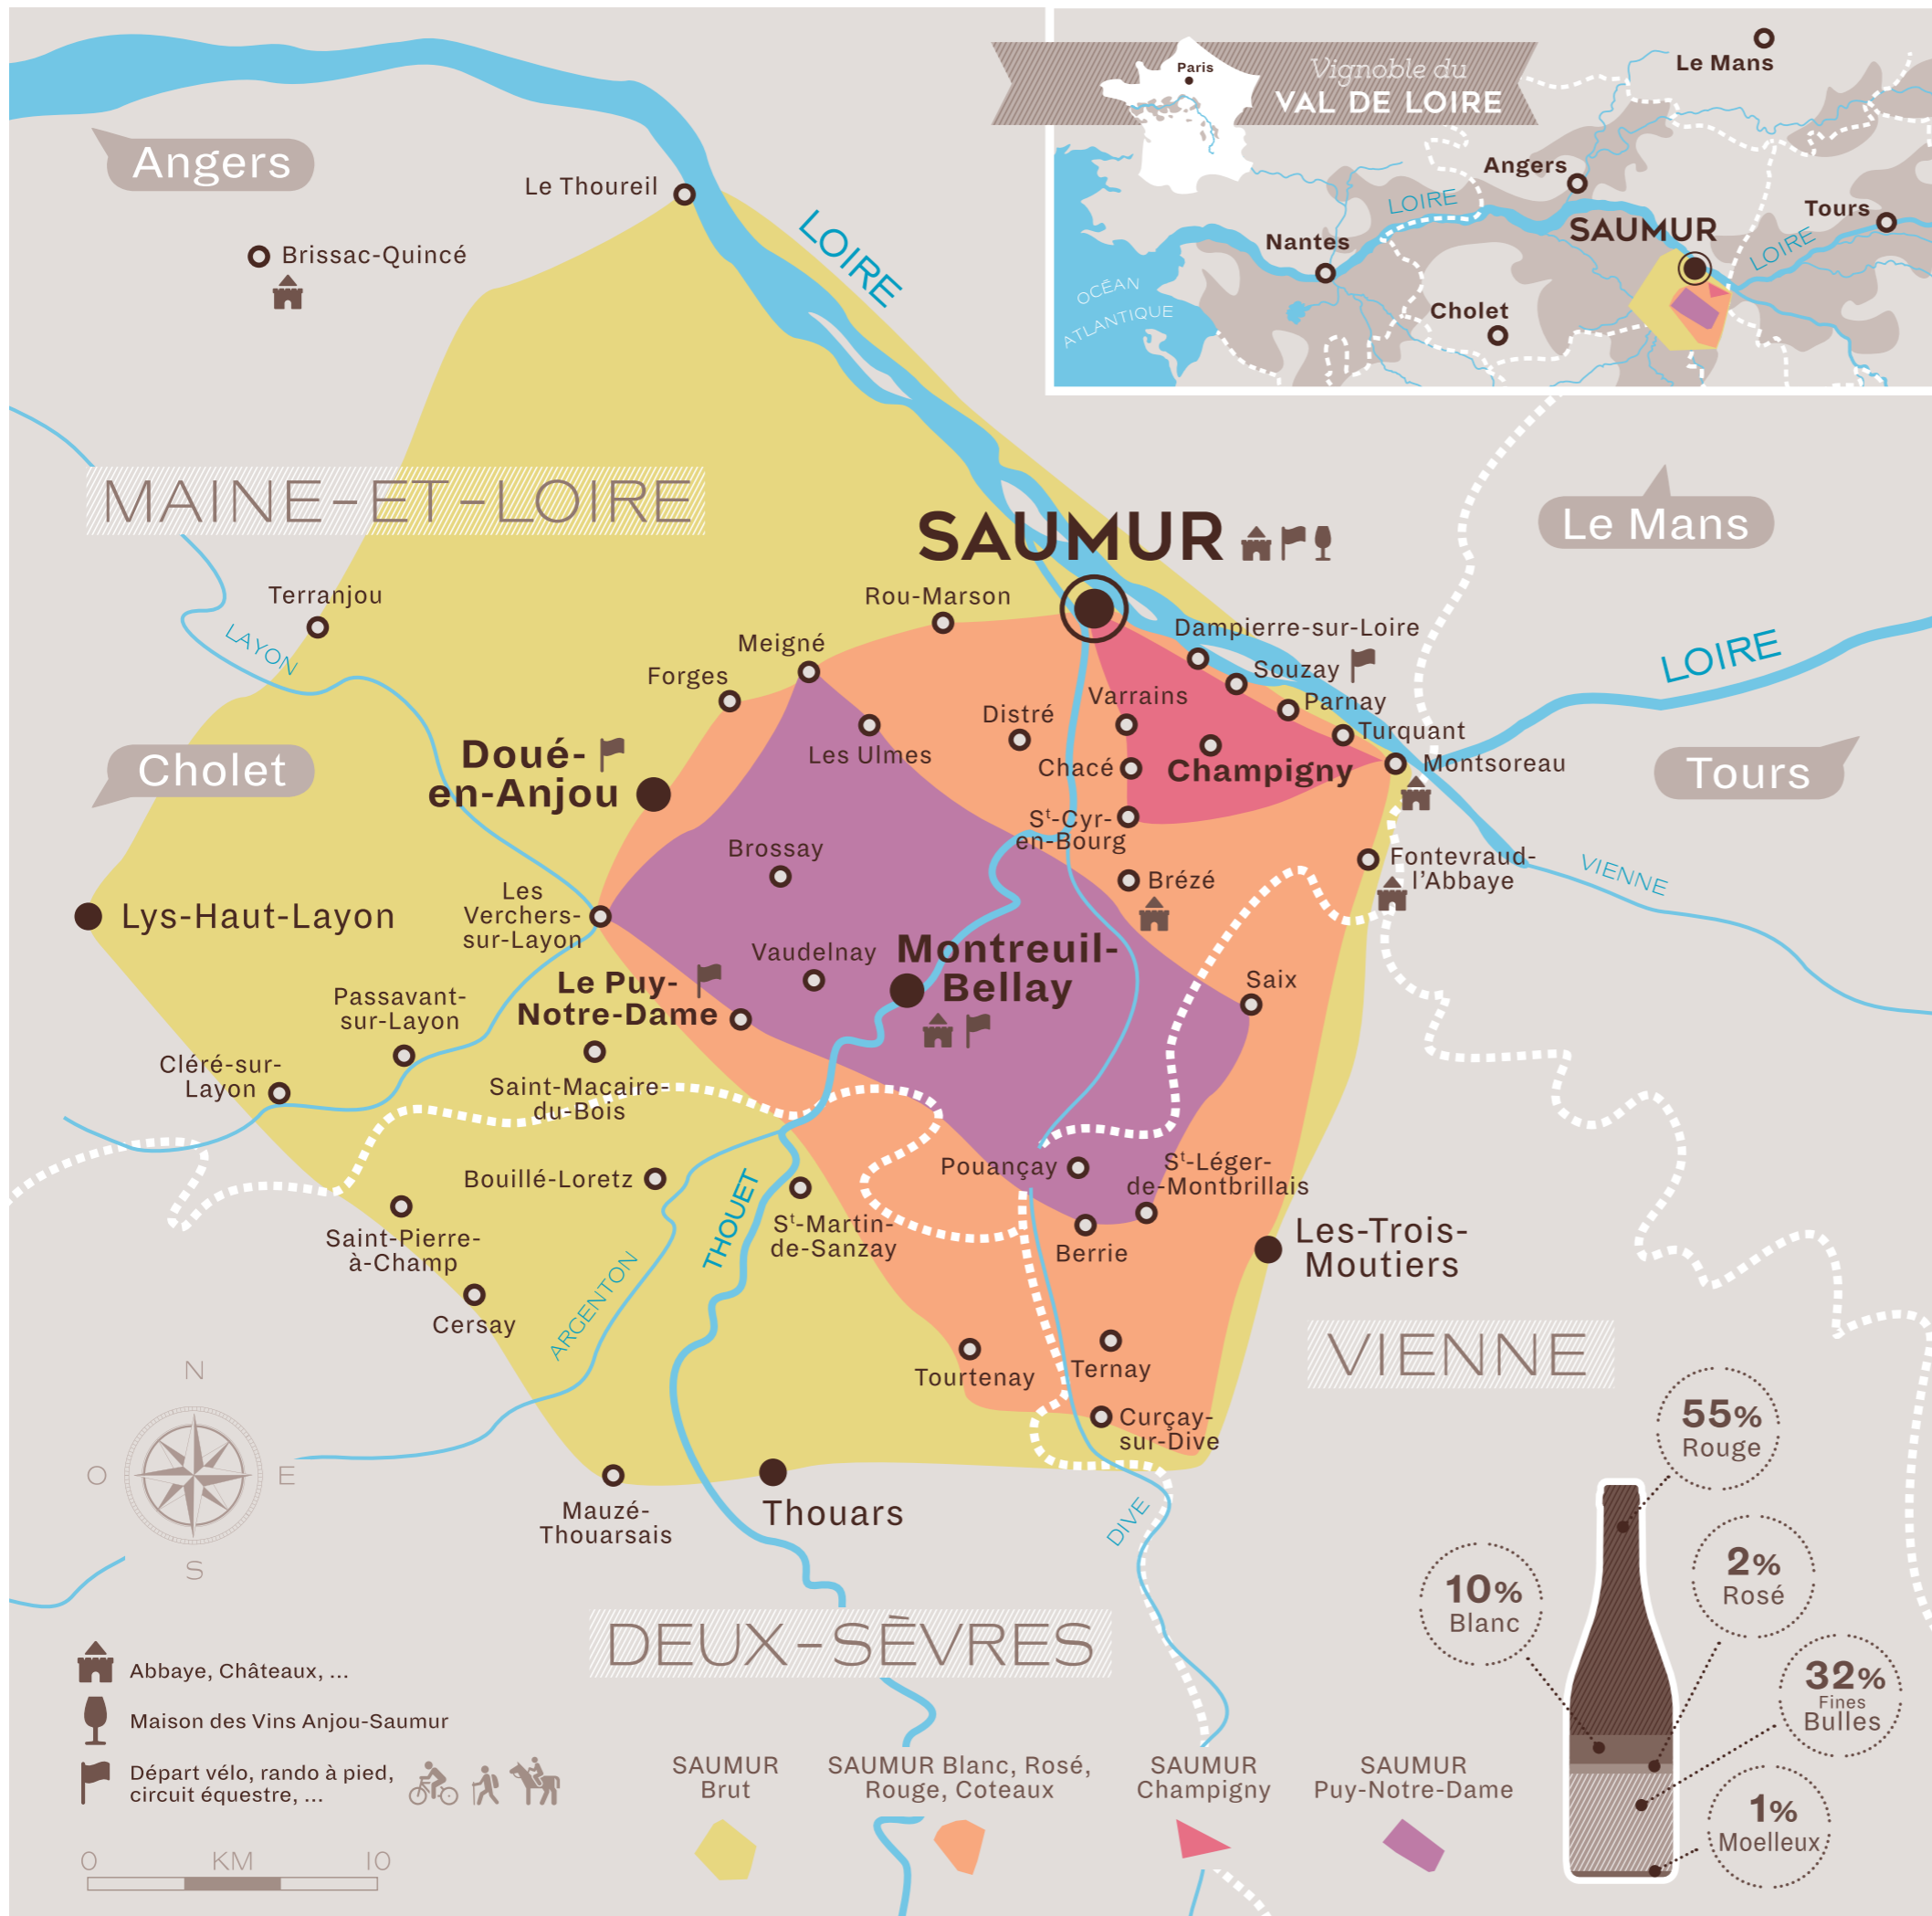 Paris
Vignoble du
VAL DE LOIRE
Le Mans
Angers
LOIRE
Tours
SAUMUR
LOIRE
Nantes
OCÉAN
ATLANTIQUE
Cholet
Angers
Le Thoureil
LOIRE
Brissac-Quincé
MAINE-ET-LOIRE
Le Mans
SAUMUR
Terranjou
LAYON
Rou-Marson
Meigné
Forges
Dampierre-sur-Loire
Souzay
Parnay
Turquant
Montsoreau
LOIRE
Varrains
Distré
Les Ulmes
Chacé
Champigny
Doué-
en-Anjou
Cholet
Tours
St-Cyr-
en-Bourg
Brossay
Brézé
Fontevraud-
l'Abbaye
VIENNE
Les
Verchers-
sur-Layon
Lys-Haut-Layon
Vaudelnay
Montreuil-
Bellay
Le Puy-
Notre-Dame
Saix
Passavant-
sur-Layon
Cléré-sur-
Layon
Saint-Macaire-
du-Bois
Bouillé-Loretz
Pouançay
St-Léger-
de-Montbrillais
THOUET
St-Martin-
de-Sanzay
Berrie
Les-Trois-
Moutiers
Saint-Pierre-
à-Champ
Cersay
ARGENTON
Tourtenay
Ternay
VIENNE
Curçay-
sur-Dive
N
O
E
S
Mauzé-
Thouarsais
Thouars
DIVE
DEUX-SÈVRES
55%
Rouge
10%
Blanc
2%
Rosé
32%
Fines
Bulles
1%
Moelleux
Abbaye, Châteaux, ...
Maison des Vins Anjou-Saumur
Départ vélo, rando à pied,
circuit équestre, ...
0 KM 10
SAUMUR
Brut
SAUMUR Blanc, Rosé,
Rouge, Coteaux
SAUMUR
Champigny
SAUMUR
Puy-Notre-Dame